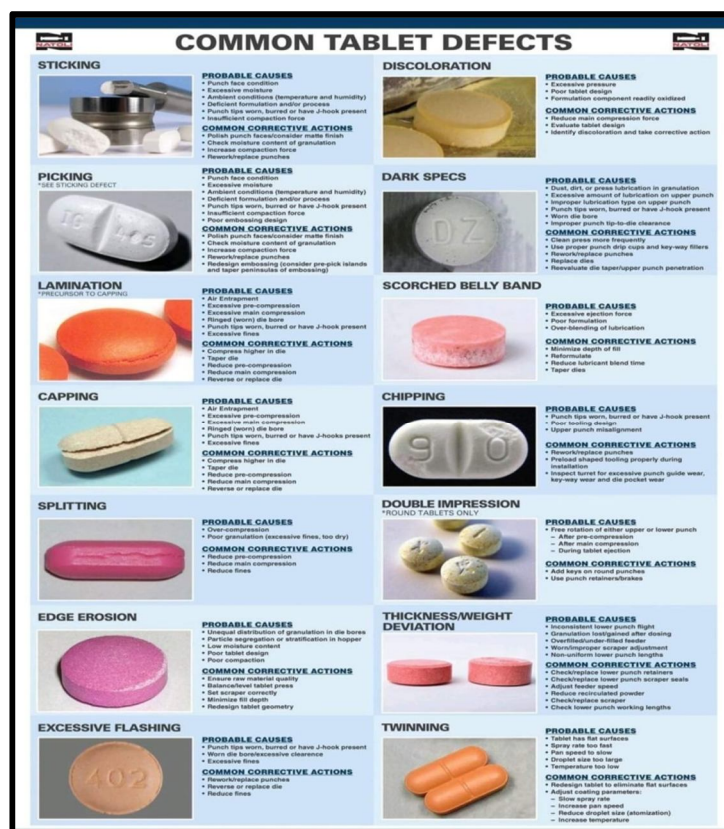 NATOLI
COMMON TABLET DEFECTS
NATOLI
STICKING
PROBABLE CAUSES
• Punch face condition
• Excessive moisture
• Ambient conditions (temperature and humidity)
• Deficient formulation and/or process
• Punch tips worn, burred or have J-hook present
• Insufficient compaction force
COMMON CORRECTIVE ACTIONS
• Polish punch faces/consider matte finish
• Check moisture content of granulation
• Increase compaction force
• Rework/replace punches
PICKING
*SEE STICKING DEFECT
IG 445
PROBABLE CAUSES
• Punch face condition
• Excessive moisture
• Ambient conditions (temperature and humidity)
• Deficient formulation and/or process
• Punch tips worn, burred or have J-hook present
• Insufficient compaction force
• Poor embossing design
COMMON CORRECTIVE ACTIONS
• Polish punch faces/consider matte finish
• Check moisture content of granulation
• Increase compaction force
• Rework/replace punches
• Redesign embossing (consider pre-pick islands
and taper peninsulas of embossing)
LAMINATION
*PRECURSOR TO CAPPING
PROBABLE CAUSES
• Air Entrapment
• Excessive pre-compression
• Excessive main compression
• Ringed (worn) die bore
• Punch tips worn, burred or have J-hook present
• Excessive fines
COMMON CORRECTIVE ACTIONS
• Compress higher in die
• Taper die
• Reduce pre-compression
• Reduce main compression
• Reverse or replace die
CAPPING
PROBABLE CAUSES
• Air Entrapment
• Excessive pre-compression
• Excessive main compression
• Ringed (worn) die bore
• Punch tips worn, burred or have J-hooks present
• Excessive fines
COMMON CORRECTIVE ACTIONS
• Compress higher in die
• Taper die
• Reduce pre-compression
• Reduce main compression
• Reverse or replace die
SPLITTING
PROBABLE CAUSES
• Over-compression
• Poor granulation (excessive fines, too dry)
COMMON CORRECTIVE ACTIONS
• Reduce pre-compression
• Reduce main compression
• Reduce fines
EDGE EROSION
PROBABLE CAUSES
• Unequal distribution of granulation in die bores
• Particle segregation or stratification in hopper
• Low moisture content
• Poor tablet design
• Poor compaction
COMMON CORRECTIVE ACTIONS
• Ensure raw material quality
• Balance/level tablet press
• Set scraper correctly
• Minimize fill depth
• Redesign tablet geometry
EXCESSIVE FLASHING
402
PROBABLE CAUSES
• Punch tips worn, burred or have J-hook present
• Worn die bore/excessive clearance
• Excessive fines
COMMON CORRECTIVE ACTIONS
• Rework/replace punches
• Reverse or replace die
• Reduce fines
DISCOLORATION
PROBABLE CAUSES
• Excessive pressure
• Poor tablet design
• Formulation component readily oxidized
COMMON CORRECTIVE ACTIONS
• Reduce main compression force
• Evaluate tablet design
• Identify discoloration and take corrective action
DARK SPECS
DZ
PROBABLE CAUSES
• Dust, dirt, or press lubrication in granulation
• Excessive amount of lubrication on upper punch
• Improper lubrication type on upper punch
• Punch tips worn, burred or have J-hook present
• Worn die bore
• Improper punch tip-to-die clearance
COMMON CORRECTIVE ACTIONS
• Clean press more frequently
• Use proper punch drip cups and key-way fillers
• Rework/replace punches
• Replace dies
• Reevaluate die taper/upper punch penetration
SCORCHED BELLY BAND
PROBABLE CAUSES
• Excessive ejection force
• Poor formulation
• Over-blending of lubrication
COMMON CORRECTIVE ACTIONS
• Minimize depth of fill
• Reformulate
• Reduce lubricant blend time
• Taper dies
CHIPPING
9 0
PROBABLE CAUSES
• Punch tips worn, burred or have J-hook present
• Poor tooling design
• Upper punch misalignment
COMMON CORRECTIVE ACTIONS
• Rework/replace punches
• Preload shaped tooling properly during
installation
• Inspect turret for excessive punch guide wear,
key-way wear and die pocket wear
DOUBLE IMPRESSION
*ROUND TABLETS ONLY
PROBABLE CAUSES
• Free rotation of either upper or lower punch
– After pre-compression
– After main compression
– During tablet ejection
COMMON CORRECTIVE ACTIONS
• Add keys on round punches
• Use punch retainers/brakes
THICKNESS/WEIGHT
DEVIATION
PROBABLE CAUSES
• Inconsistent lower punch flight
• Granulation lost/gained after dosing
• Overfilled/under-filled feeder
• Worn/improper scraper adjustment
• Non-uniform lower punch lengths
COMMON CORRECTIVE ACTIONS
• Check/replace lower punch retainers
• Check/replace lower punch scraper seals
• Adjust feeder speed
• Reduce recirculated powder
• Check/replace scraper
• Check lower punch working lengths
TWINNING
PROBABLE CAUSES
• Tablet has flat surfaces
• Spray rate too fast
• Pan speed to slow
• Droplet size too large
• Temperature too low
COMMON CORRECTIVE ACTIONS
• Redesign tablet to eliminate flat surfaces
• Adjust coating parameters:
– Slow spray rate
– Increase pan speed
– Reduce droplet size (atomization)
– Increase temperature